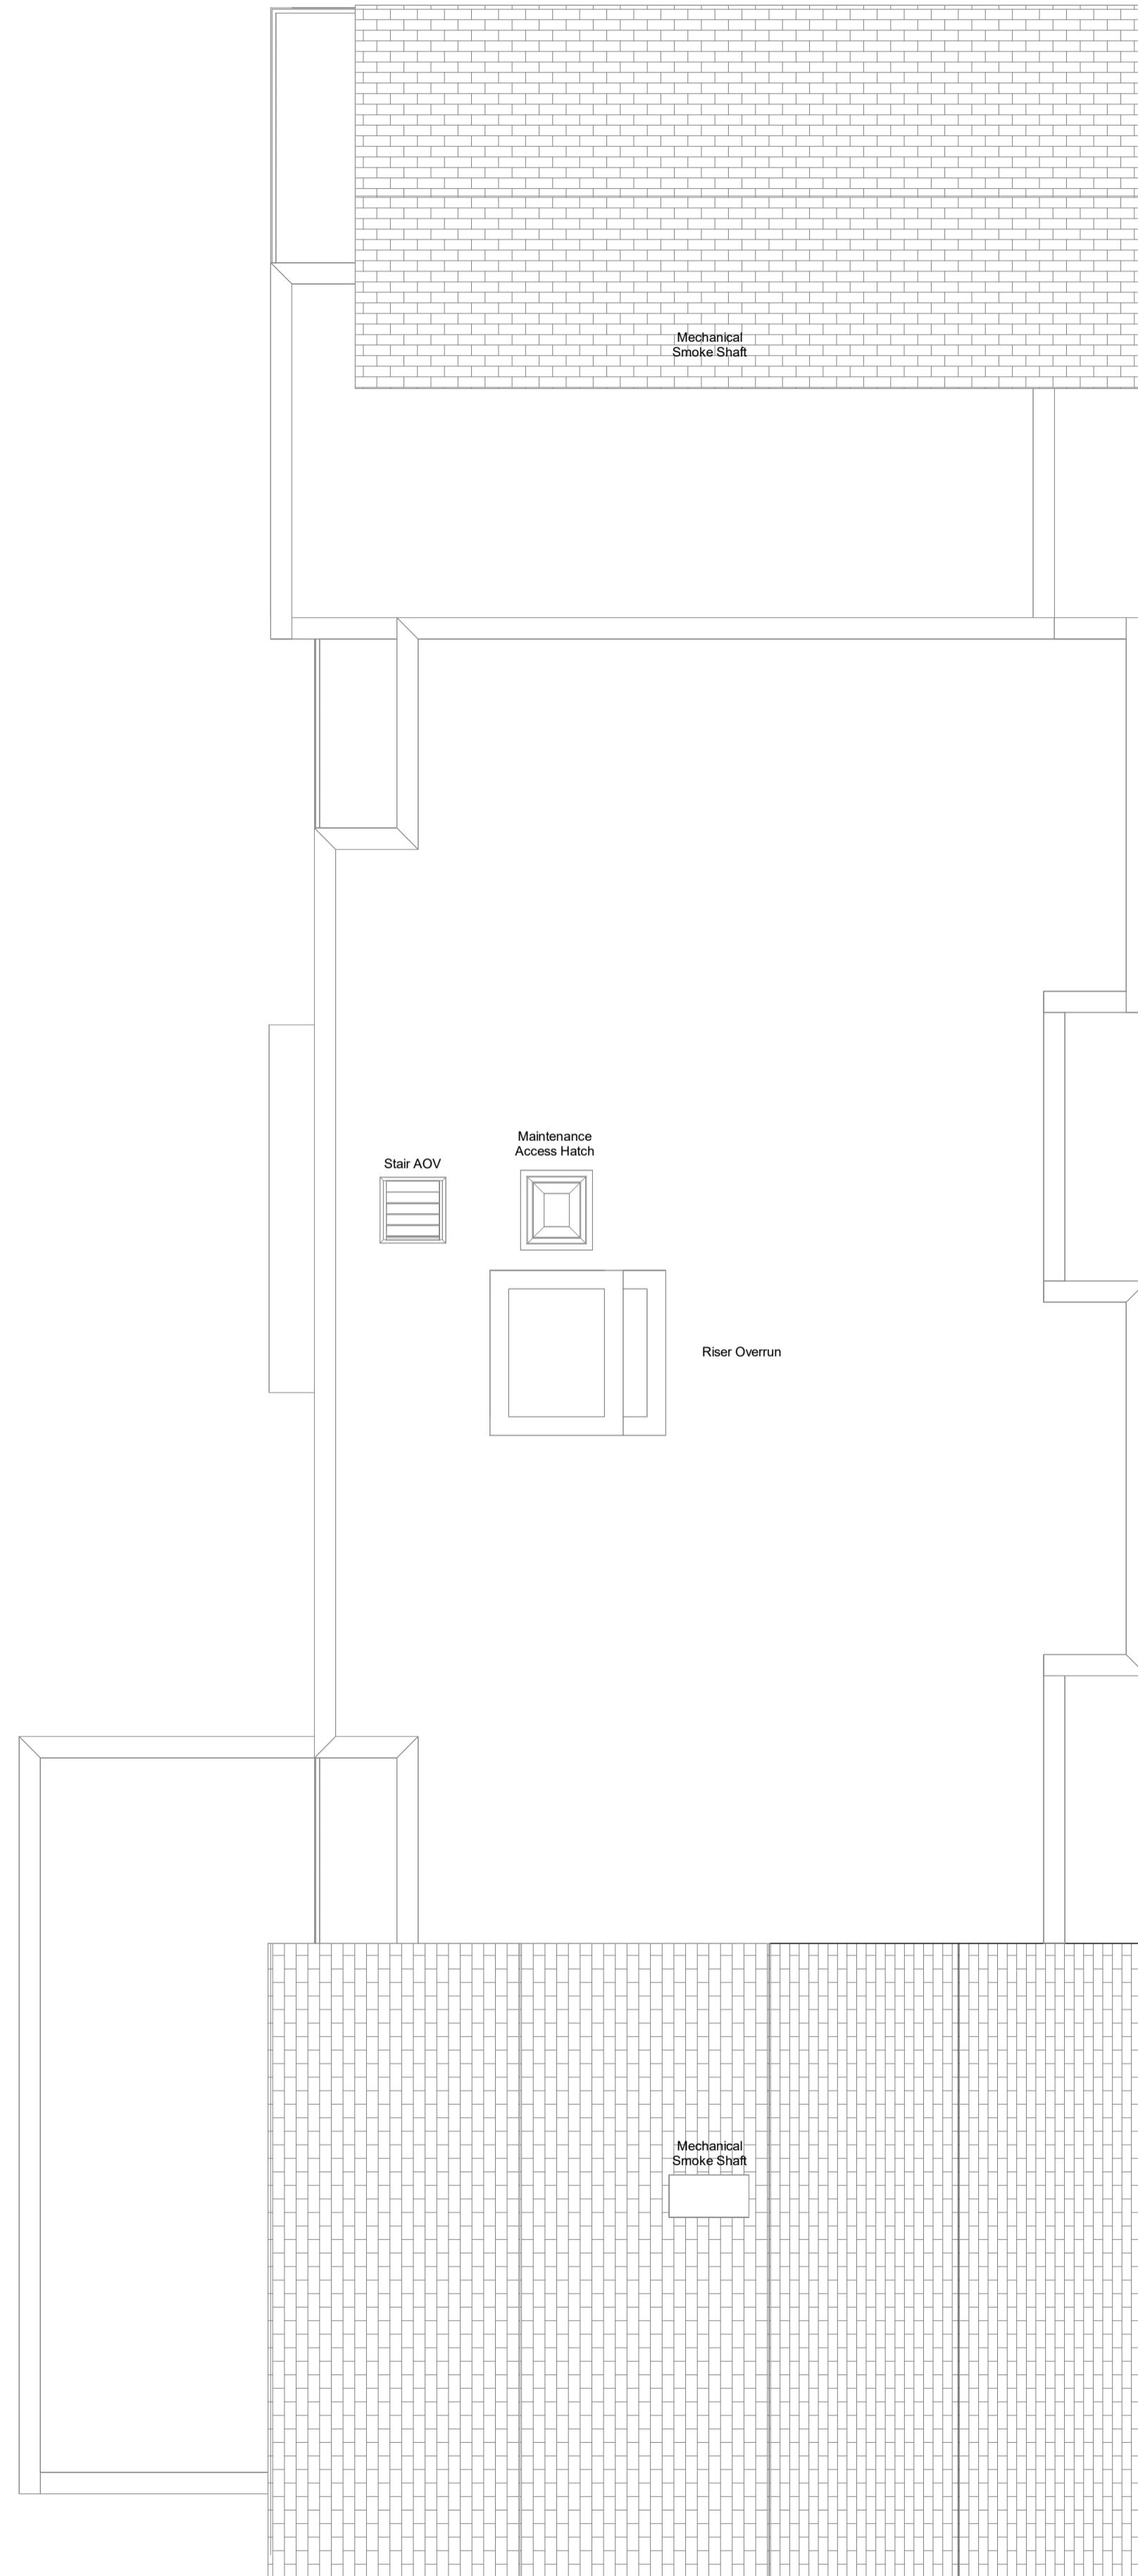 Mechanical
Smoke Shaft
Maintenance
Access Hatch
Stair AOV
Riser Overrun
Mechanical
Smoke Shaft